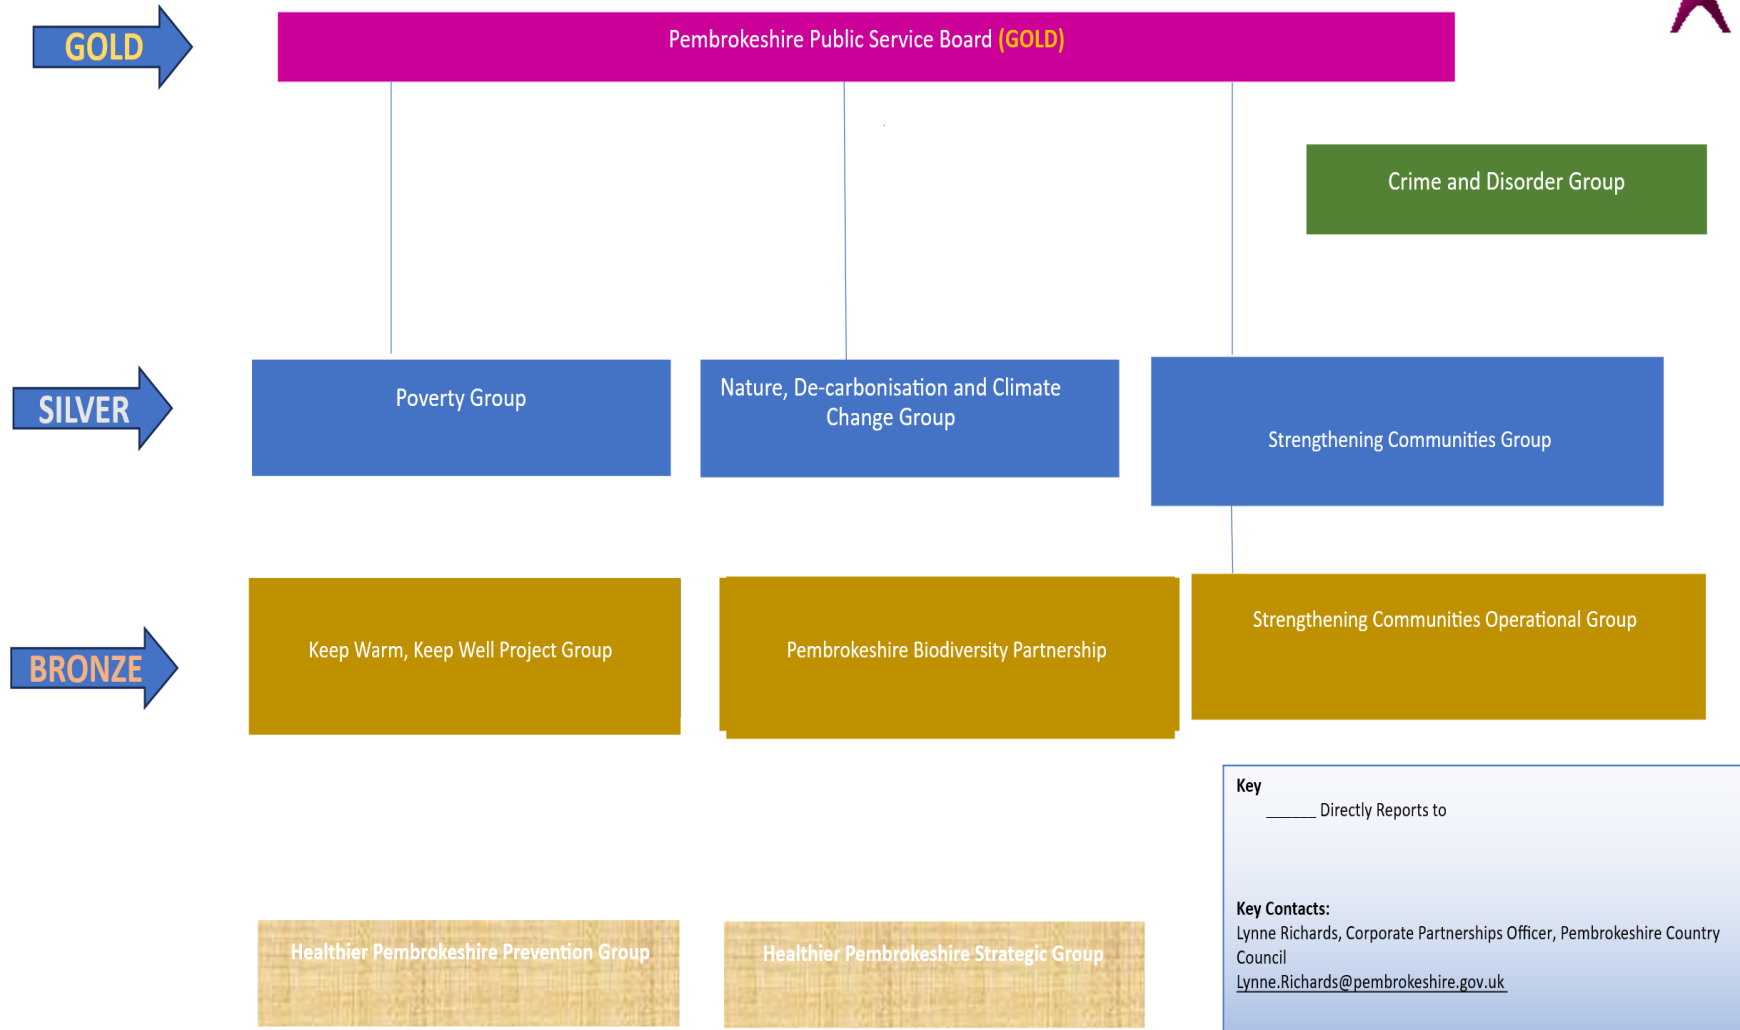 GOLD
Pembrokeshire Public Service Board (GOLD)
Crime and Disorder Group
SILVER
Poverty Group
Nature, De-carbonisation and Climate
Change Group
Strengthening Communities Group
BRONZE
Keep Warm, Keep Well Project Group
Pembrokeshire Biodiversity Partnership
Strengthening Communities Operational Group
Key
______ Directly Reports to
Key Contacts:
Lynne Richards, Corporate Partnerships Officer, Pembrokeshire Country
Council
Lynne.Richards@pembrokeshire.gov.uk
Healthier Pembrokeshire Prevention Group
Healthier Pembrokeshire Strategic Group